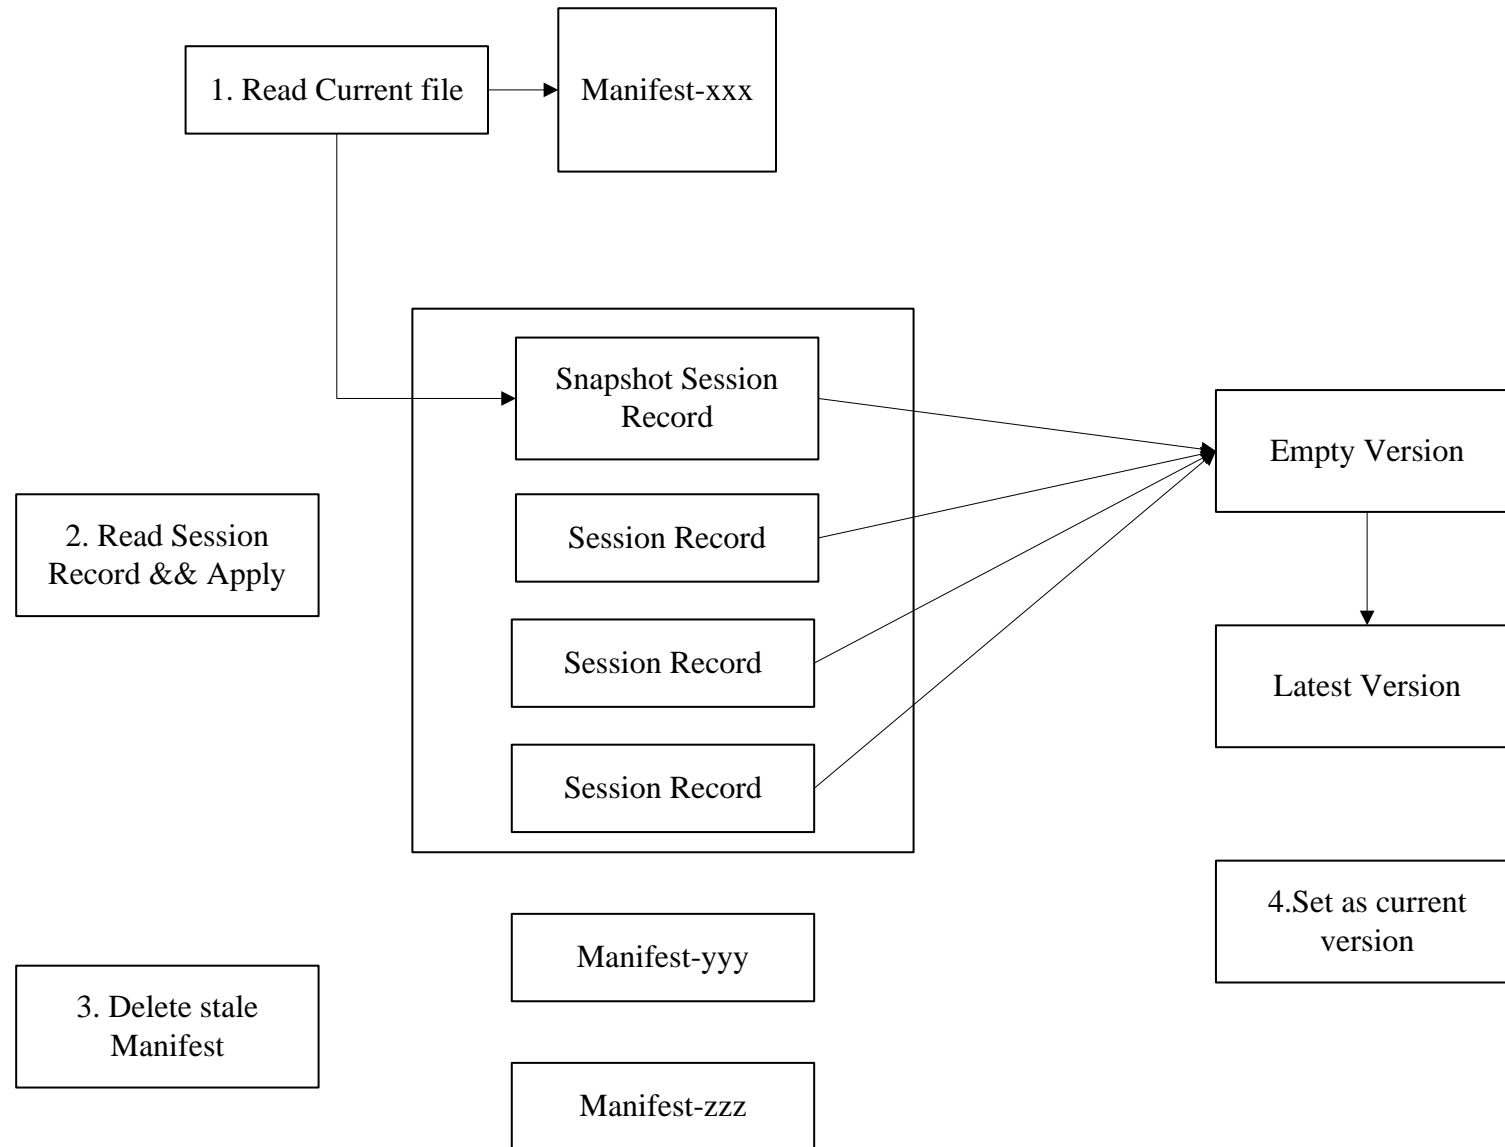 1. Read Current file
Manifest-xxx
Snapshot Session
Record
Empty Version
2. Read Session
Record && Apply
Session Record
Session Record
Latest Version
Session Record
4.Set as current
version
Manifest-yyy
3. Delete stale
Manifest
Manifest-zzz